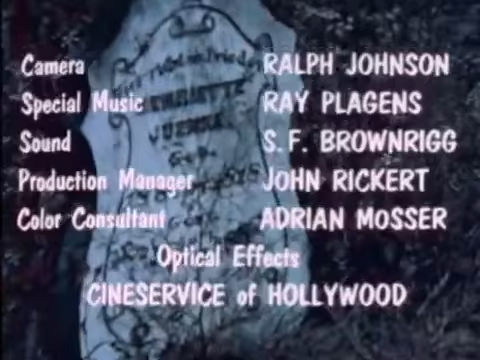 Camera RALPH JOHNSON
Special Music RAY PLAGENS
Sound S.F. BROWNRIGG
Production Manager JOHN RICKERT
Color Consultant ADRIAN MOSSER
Optical Effects
CINESERVICE of HOLLYWOOD